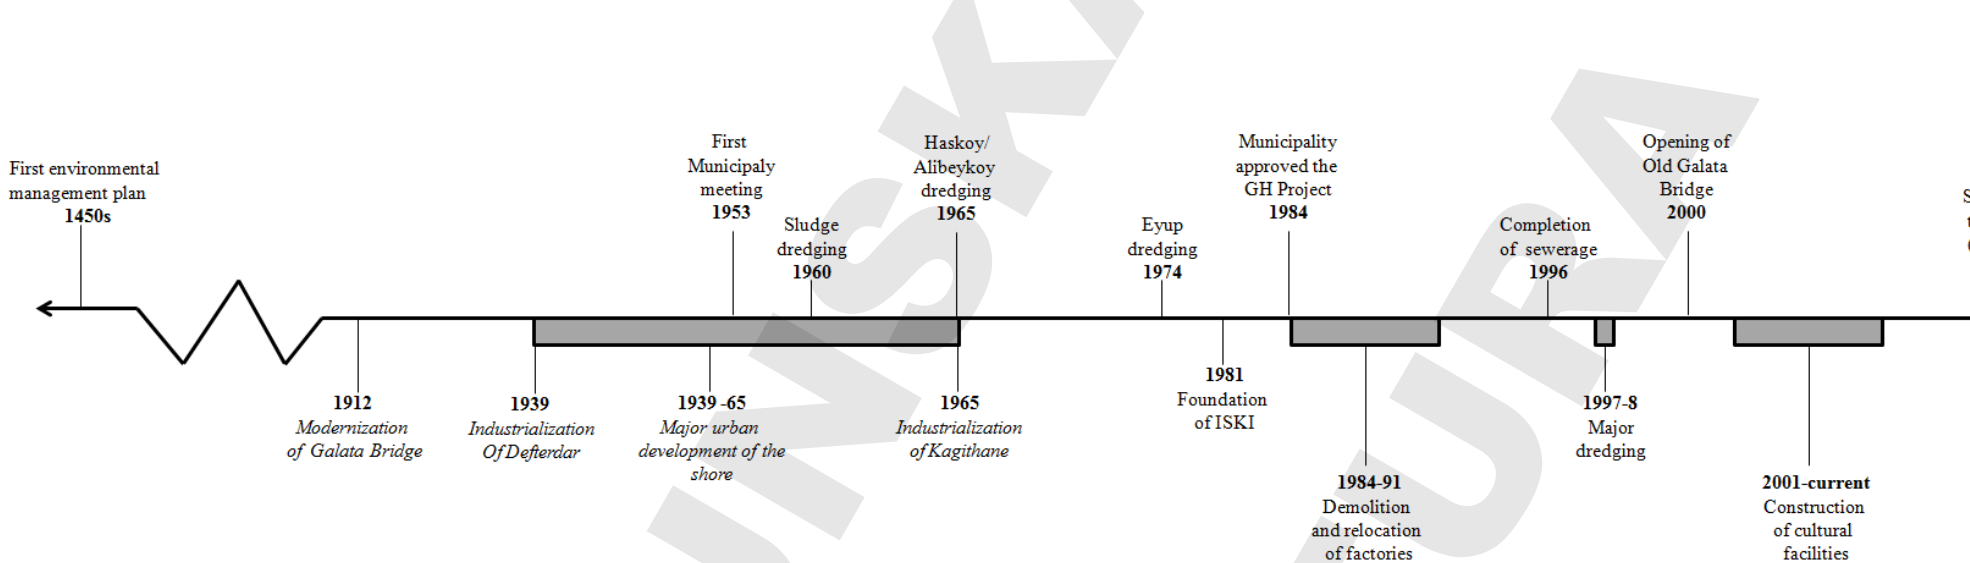 First environmental
management plan
1450s
First
Municipaly
meeting
1953
Sludge
dredging
1960
Haskoy/
Alibeykoy
dredging
1965
Eyup
dredging
1974
Municipality
approved the
GH Project
1984
Completion
of sewerage
1996
Opening of
Old Galata
Bridge
2000
1912
Modernization
of Galata Bridge
1939
Industrialization
Of Defterdar
1939 -65
Major urban
development of the
shore
1965
Industrialization
of Kagithane
1981
Foundation
of ISKI
1984-91
Demolition
and relocation
of factories
1997-8
Major
dredging
2001-current
Construction
of cultural
facilities